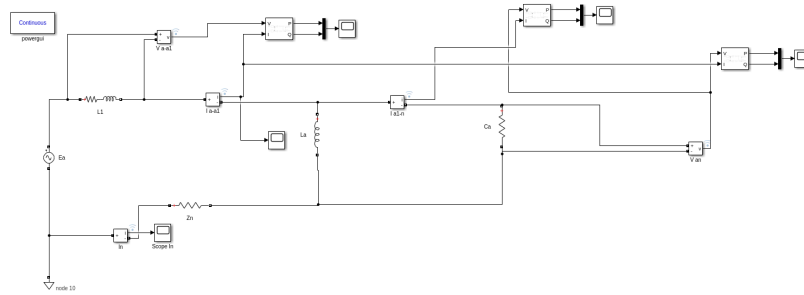 Continuous
powergui
V a-a1
L1
I a-a1
I a1-n
La
Ca
V an
Ea
Zn
In
Scope In
node 10
V
I
P
Q
V
I
P
Q
V
I
P
Q